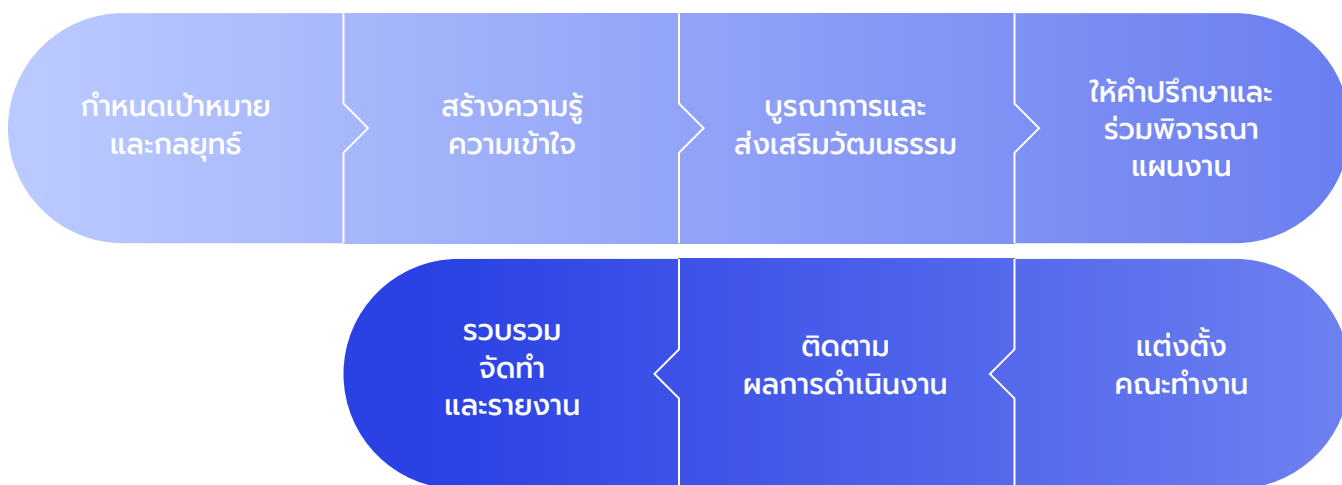 กำหนดเป้าหมาย
และกลยุทธ์
สร้างความรู้
ความเข้าใจ
บูรณาการและ
ส่งเสริมวัฒนธรรม
ให้คำปรึกษาและ
ร่วมพิจารณา
แผนงาน
แต่งตั้ง
คณะทำงาน
ติดตาม
ผลการดำเนินงาน
รวบรวม
จัดทำ
และรายงาน